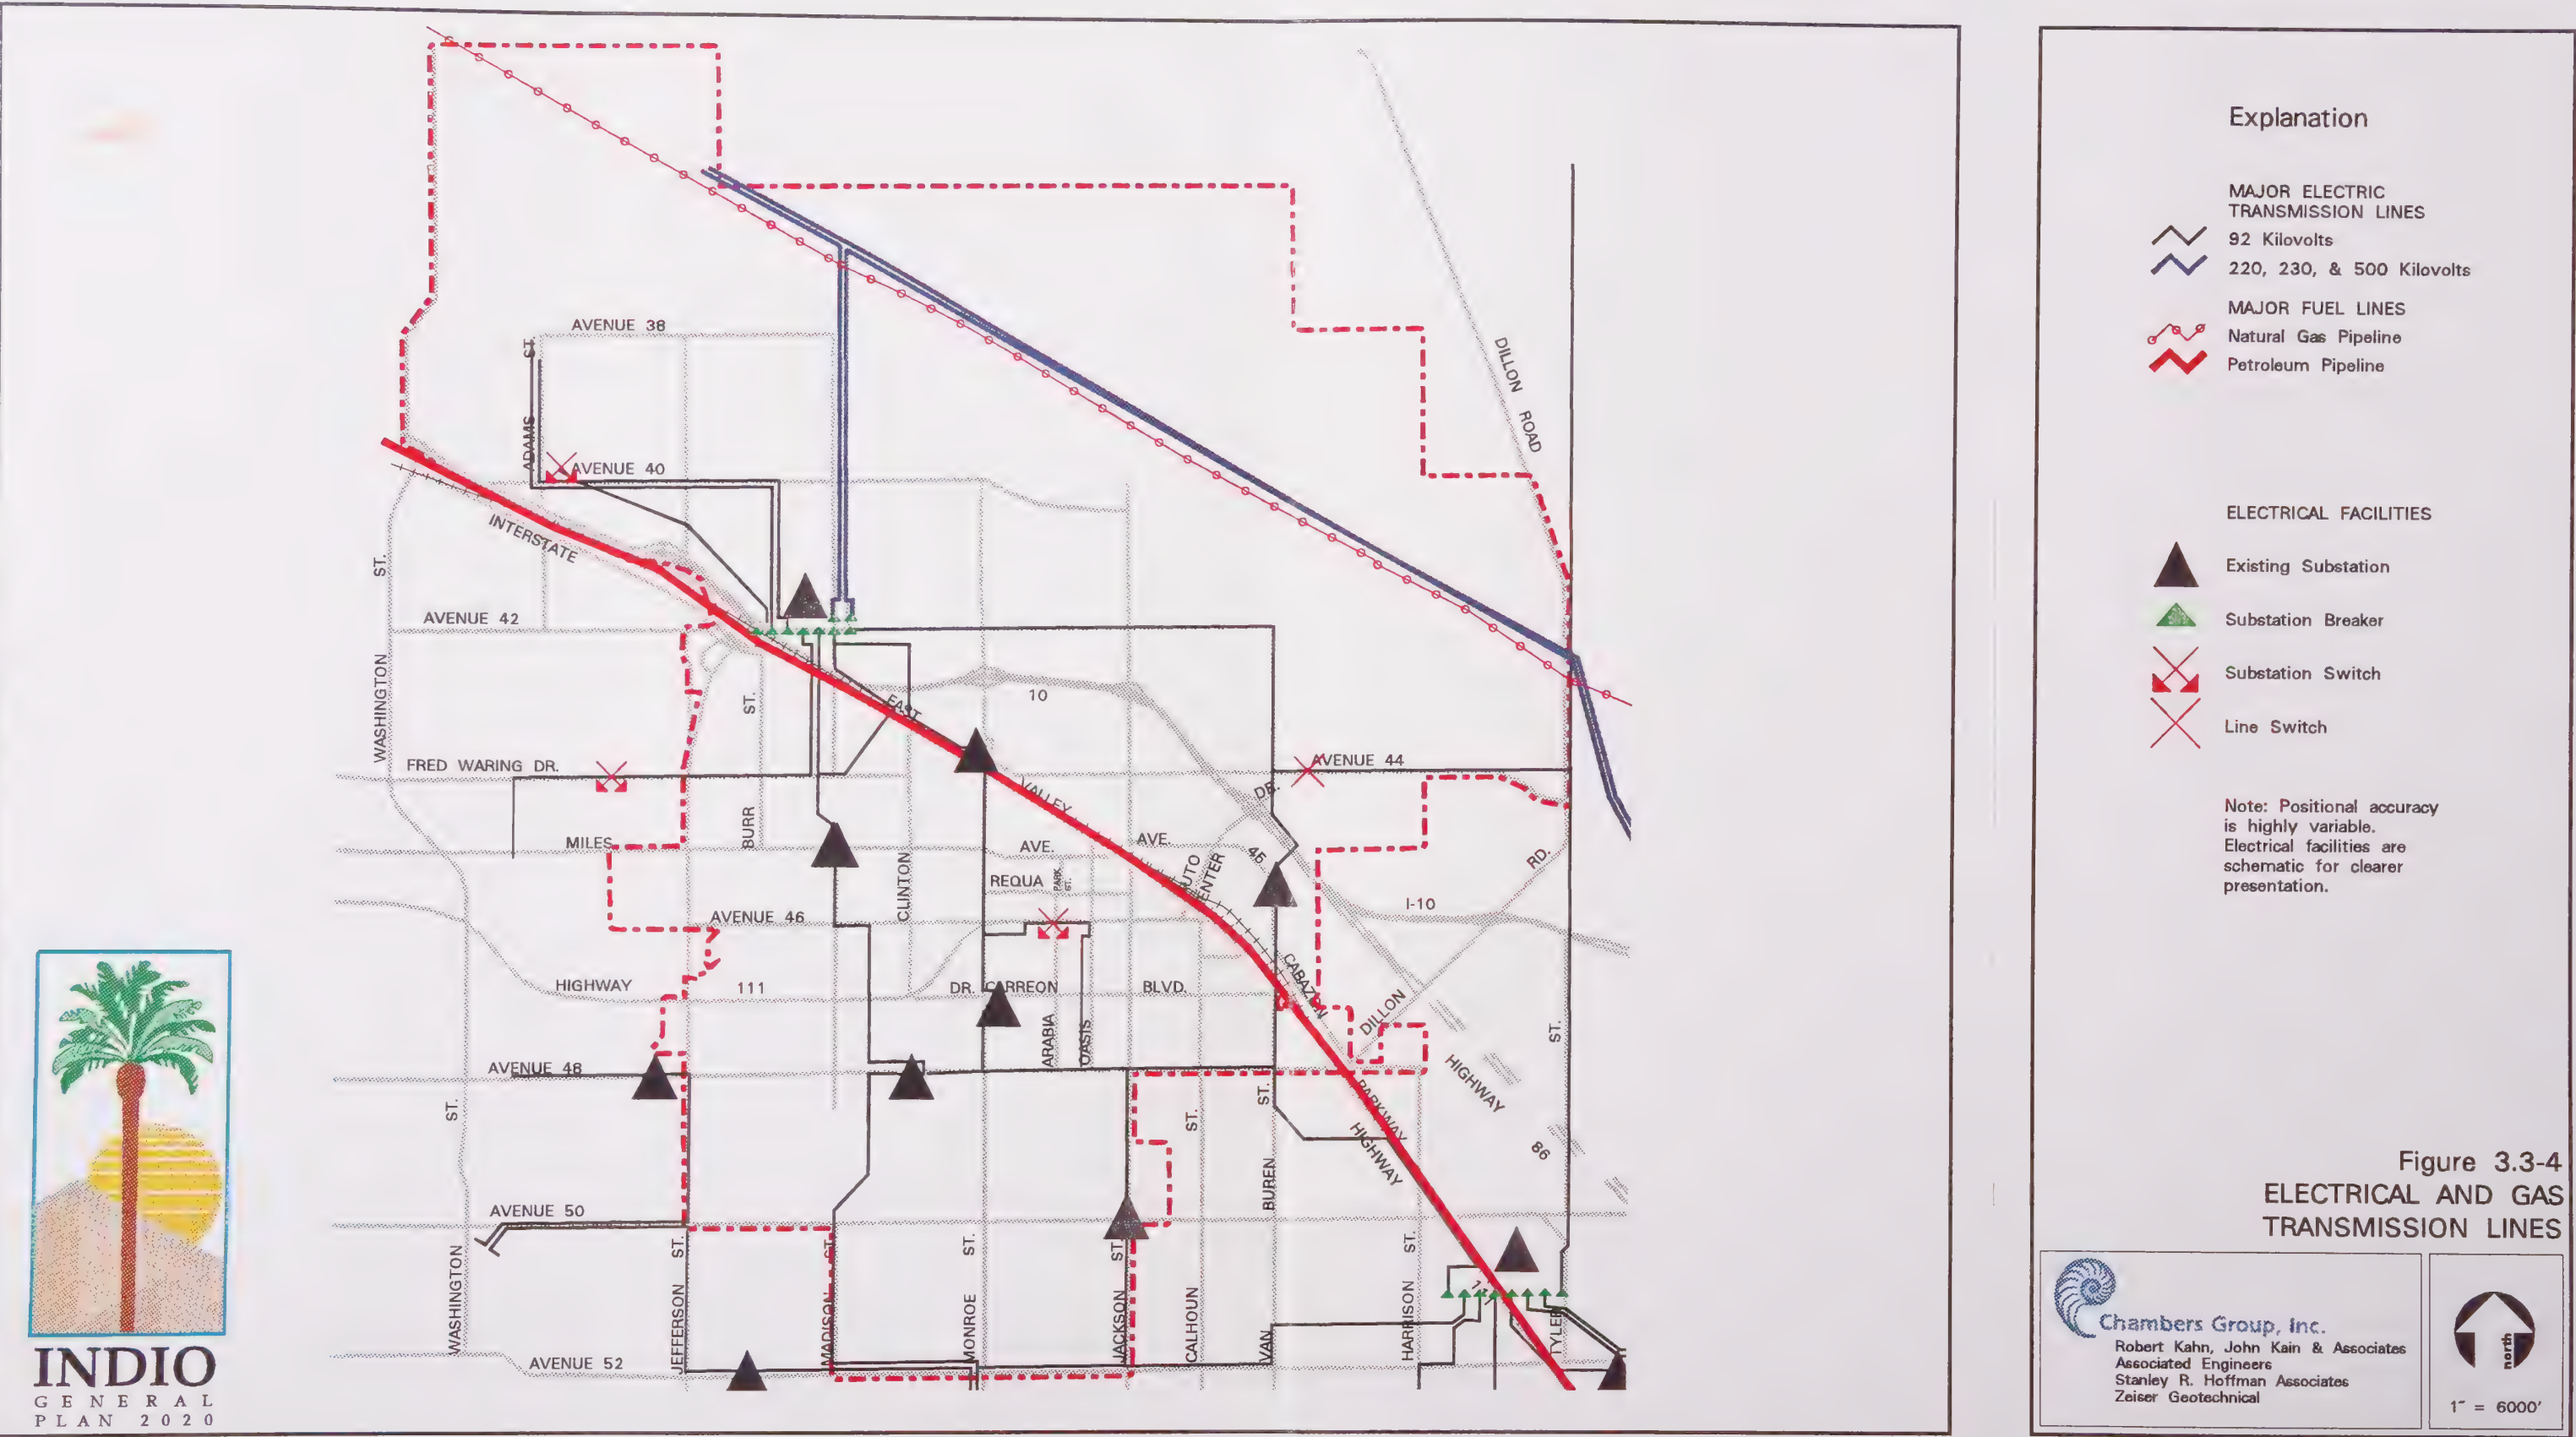 AVENUE 38
ST.
ADAMS
AVENUE 40
DILLON ROAD
INTERSTATE
ST.
AVENUE 42
WASHINGTON
ST.
EAST
10
FRED WARING DR.
AVENUE 44
VALLEY
DR.
BURR
MILES
AVE.
AVE.
46
RD.
CLINTON
REQUA
PARK
ST.
CENTER
AVENUE 46
I-10
HIGHWAY
111
DR. CARREON
BLVD.
CABAZON
DILLON
ARABIA
OASIS
ST.
AVENUE 48
HIGHWAY
ST.
ST.
ST.
PARKWAY
HIGHWAY
86
BUREN
AVENUE 50
WASHINGTON
ST.
ST.
ST.
ST.
ST.
JEFFERSON
MADISON
MONROE
JACKSON
CALHOUN
VAN
HARRISON
TYLER
AVENUE 52
INDIO
GENERAL
PLAN 2020
Explanation
MAJOR ELECTRIC
TRANSMISSION LINES
92 Kilovolts
220, 230, & 500 Kilovolts
MAJOR FUEL LINES
Natural Gas Pipeline
Petroleum Pipeline
ELECTRICAL FACILITIES
Existing Substation
Substation Breaker
Substation Switch
Line Switch
Note: Positional accuracy
is highly variable.
Electrical facilities are
schematic for clearer
presentation.
Figure 3.3-4
ELECTRICAL AND GAS
TRANSMISSION LINES
Chambers Group, Inc.
Robert Kahn, John Kain & Associates
Associated Engineers
Stanley R. Hoffman Associates
Zeiser Geotechnical
north
1" = 6000'